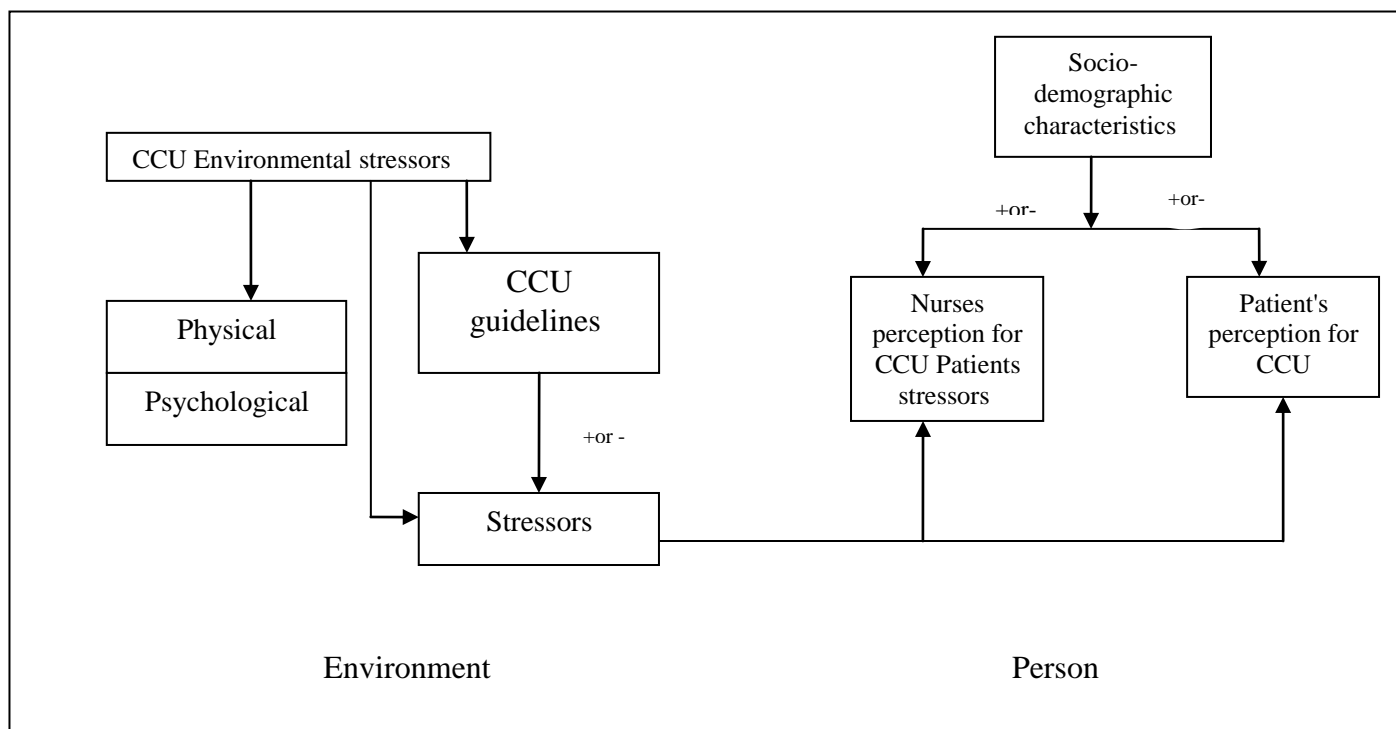 Socio-
demographic
characteristics
CCU Environmental stressors
+or-
+or-
CCU
guidelines
Physical
Psychological
Nurses
perception for
CCU Patients
stressors
Patient's
perception for
CCU
+or -
Stressors
Environment
Person